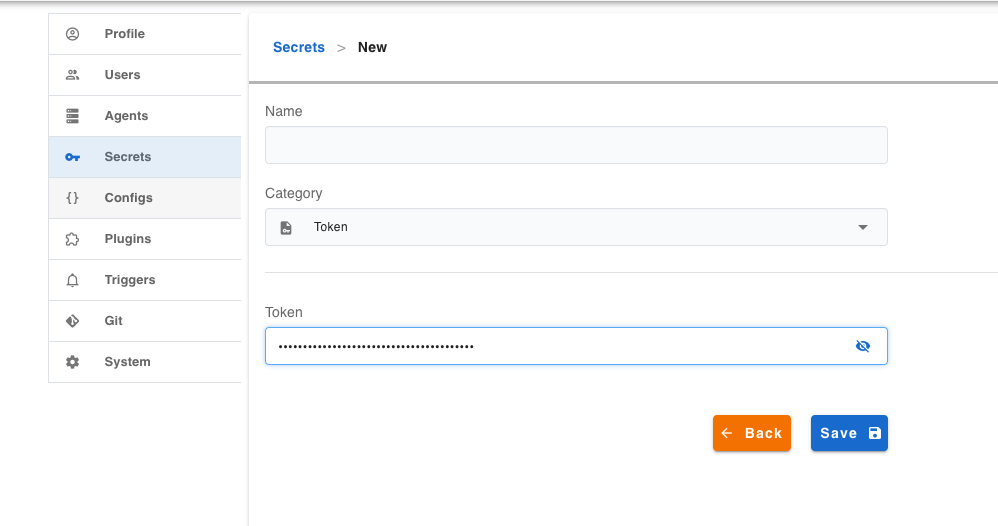 Profile
Users
Agents
Secrets
Configs
Plugins
Triggers
Git
System
Secrets > New
Name
Category
Token
Token
••••••••••••••••••••••••••••••••••••••••
Back
Save